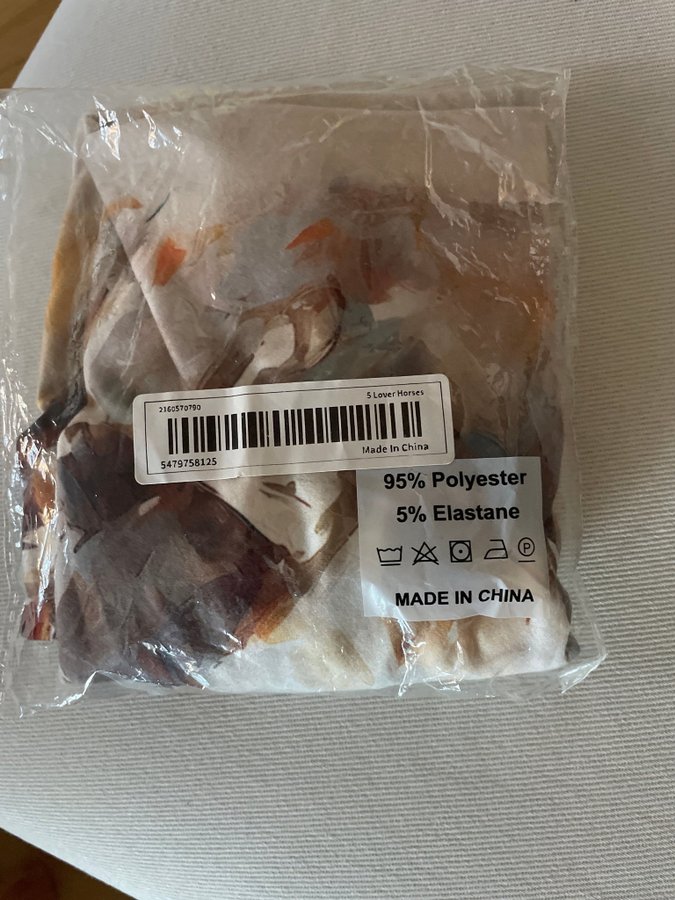 2160570790
5 Lover Horses
5479758125
Made In China
95% Polyester
5% Elastane
P
MADE IN CHINA